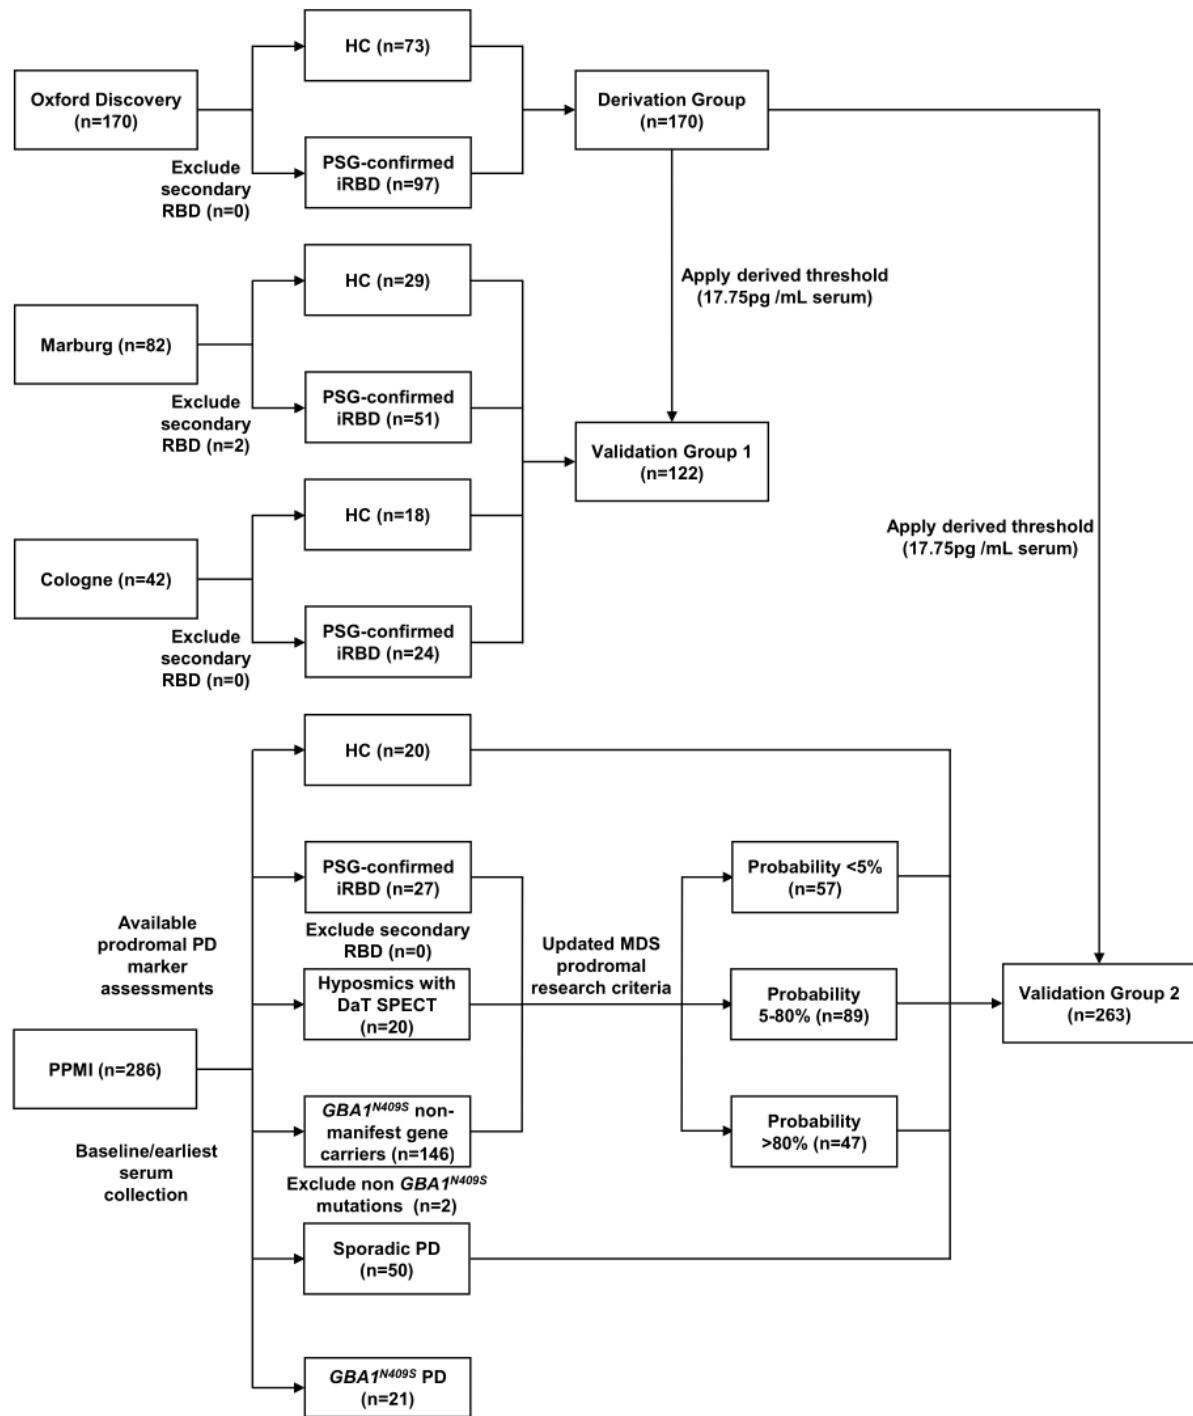 HC (n=73)
Oxford Discovery
(n=170)
Derivation Group
(n=170)
Exclude
secondary
RBD (n=0)
PSG-confirmed
iRBD (n=97)
HC (n=29)
Apply derived threshold
(17.75pg /mL serum)
Marburg (n=82)
Exclude
secondary
RBD (n=2)
PSG-confirmed
iRBD (n=51)
Validation Group 1
(n=122)
HC (n=18)
Apply derived threshold
(17.75pg /mL serum)
Cologne (n=42)
Exclude
secondary
RBD (n=0)
PSG-confirmed
iRBD (n=24)
HC (n=20)
PSG-confirmed
iRBD (n=27)
Probability <5%
(n=57)
Available
prodromal PD
marker
assessments
Exclude secondary
RBD (n=0)
Updated MDS
prodromal
research criteria
Hyposmics with
DaT SPECT
(n=20)
Probability
5-80% (n=89)
Validation Group 2
(n=263)
PPMI (n=286)
GBA1N409S non-
manifest gene
carriers (n=146)
Probability
>80% (n=47)
Baseline/earliest
serum
collection
Exclude non GBA1N409S
mutations (n=2)
Sporadic PD
(n=50)
GBA1N409S PD
(n=21)